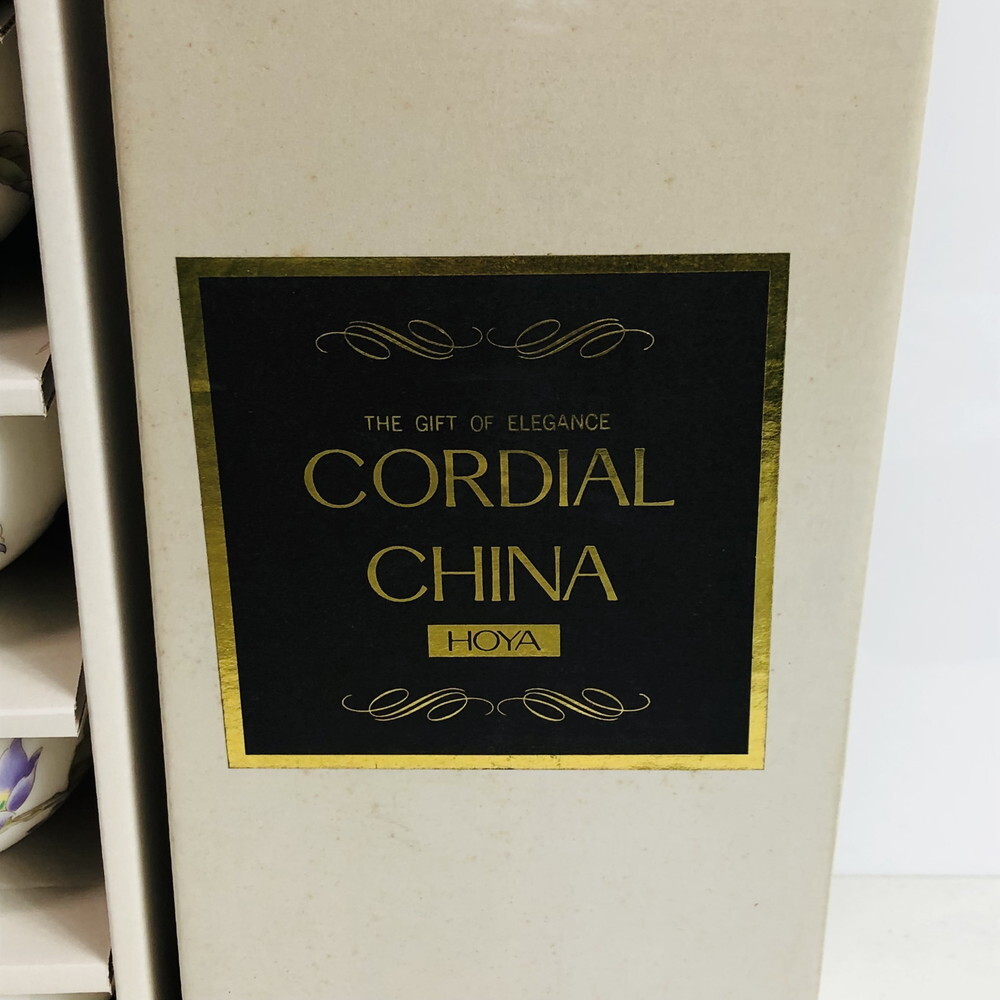 THE GIFT OF ELEGANCE
CORDIAL
CHINA
HOYA